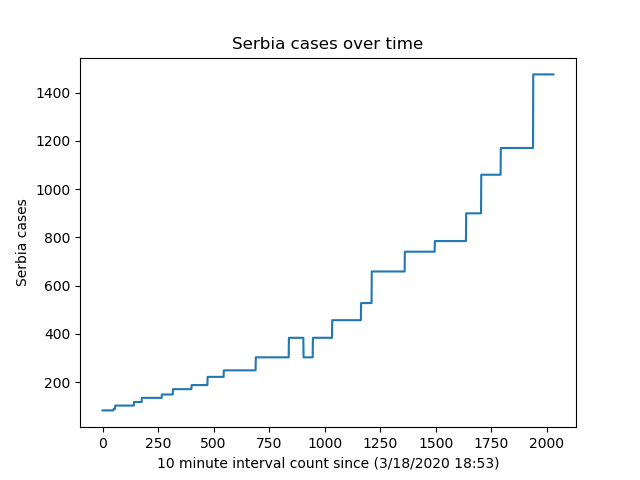 Serbia cases over time
Serbia cases
1400
1200
1000
800
600
400
200
0 250 500 750 1000 1250 1500 1750 2000
10 minute interval count since (3/18/2020 18:53)